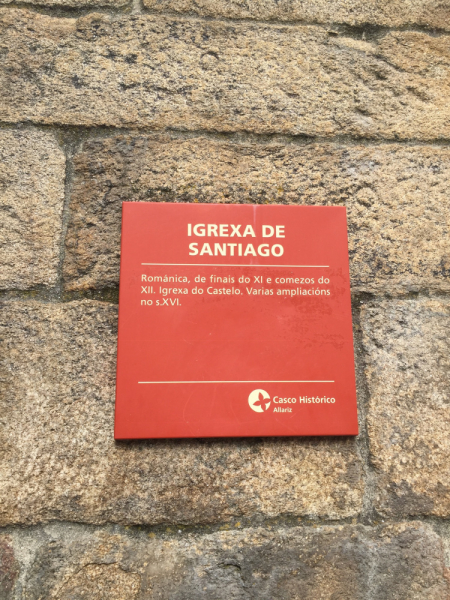 IGREXA DE
SANTIAGO
Románica, de finais do XI e comezos do
XII. Igrexa do Castelo. Varias ampliacións
no s.XVI.
Casco Histórico
Allariz